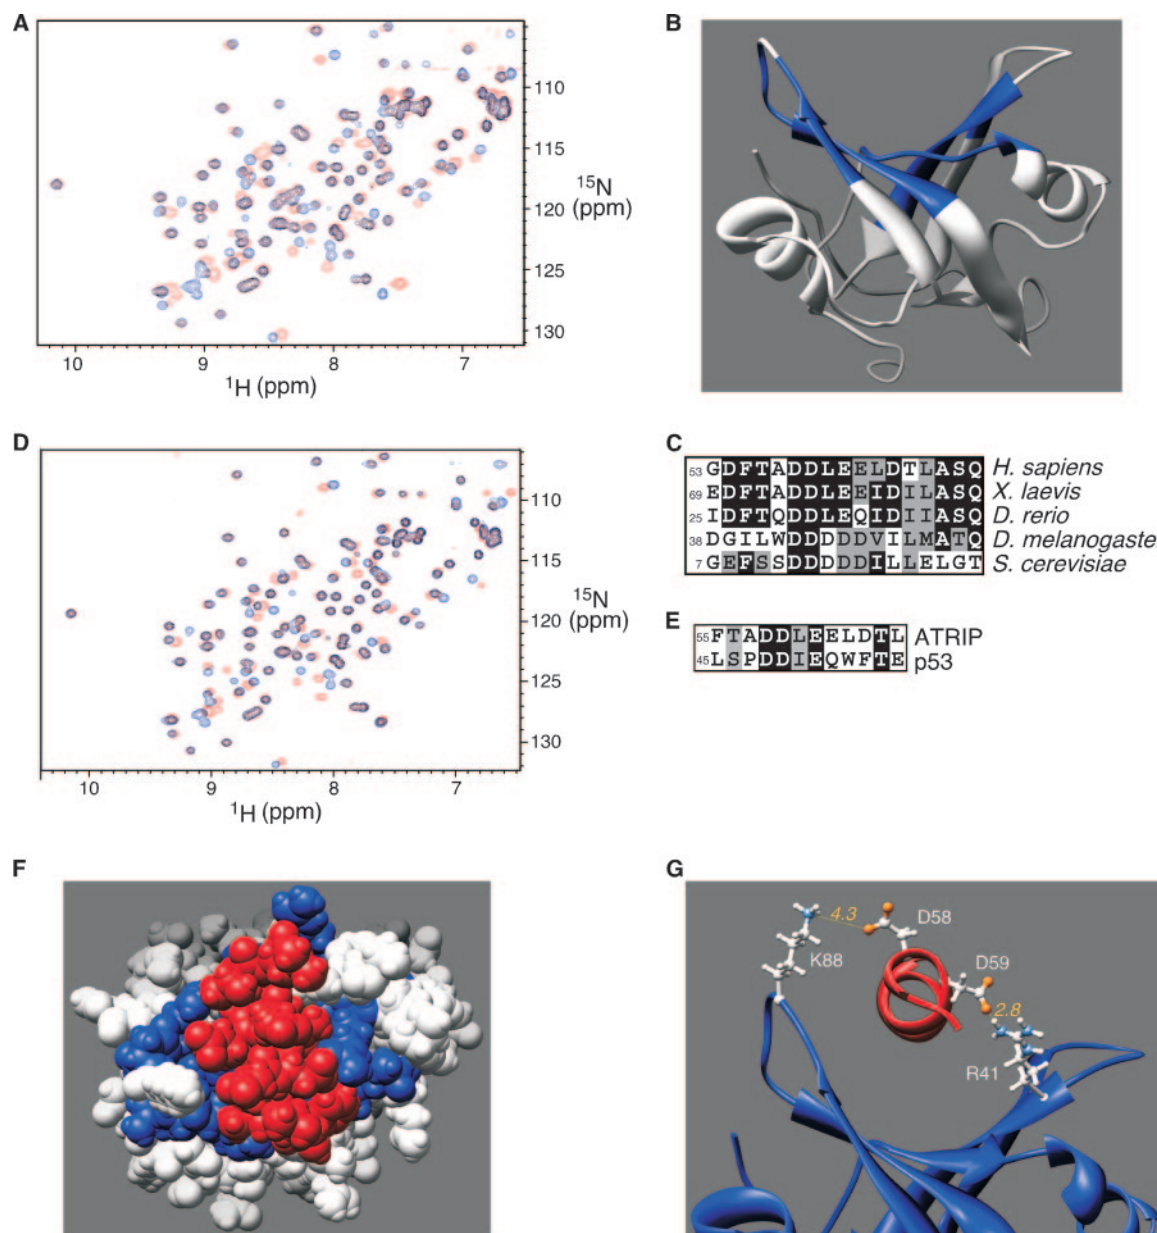 A
110
115
120
125
130
15N
(ppm)
10
9
8
7
1H (ppm)
B
D
110
115
120
125
130
15N
(ppm)
10
9
8
7
1H (ppm)
C
53 GDFTADDLEELDTLASQ H. sapiens
69 EDFTADDLEEIDILASQ X. laevis
25 IDFTQDDLEQIDIIASQ D. rerio
38 DGILWDDDDDVILMATQ D. melanogaste
7 GEFSSDDDDDILLELGT S. cerevisiae
E
55 FTADDLEELDTL ATRIP
45 LSPDDIEQWFTE p53
F
G
4.3
D58
K88
D59
2.8
R41